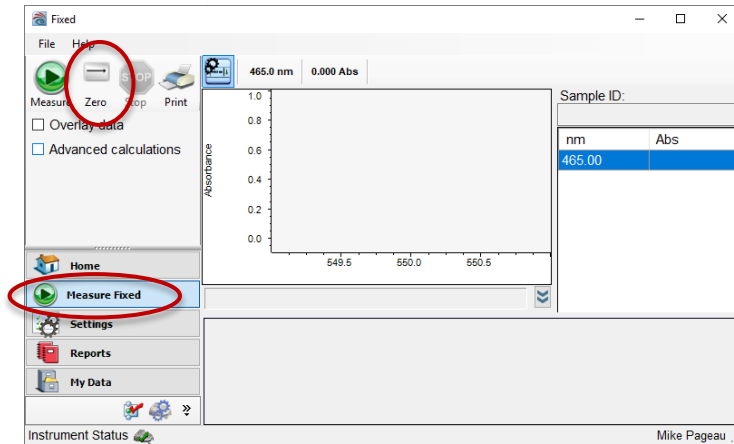 Fixed
File Help
465.0 nm 0.000 Abs
STOP
Measure Zero Stop Print
Overlay data
Advanced calculations
Absorbance
1.0
0.8
0.6
0.4
0.2
0.0
549.5 550.0 550.5
Sample ID:
nm Abs
465.00
Home
Measure Fixed
Settings
Reports
My Data
Instrument Status
Mike Pageau